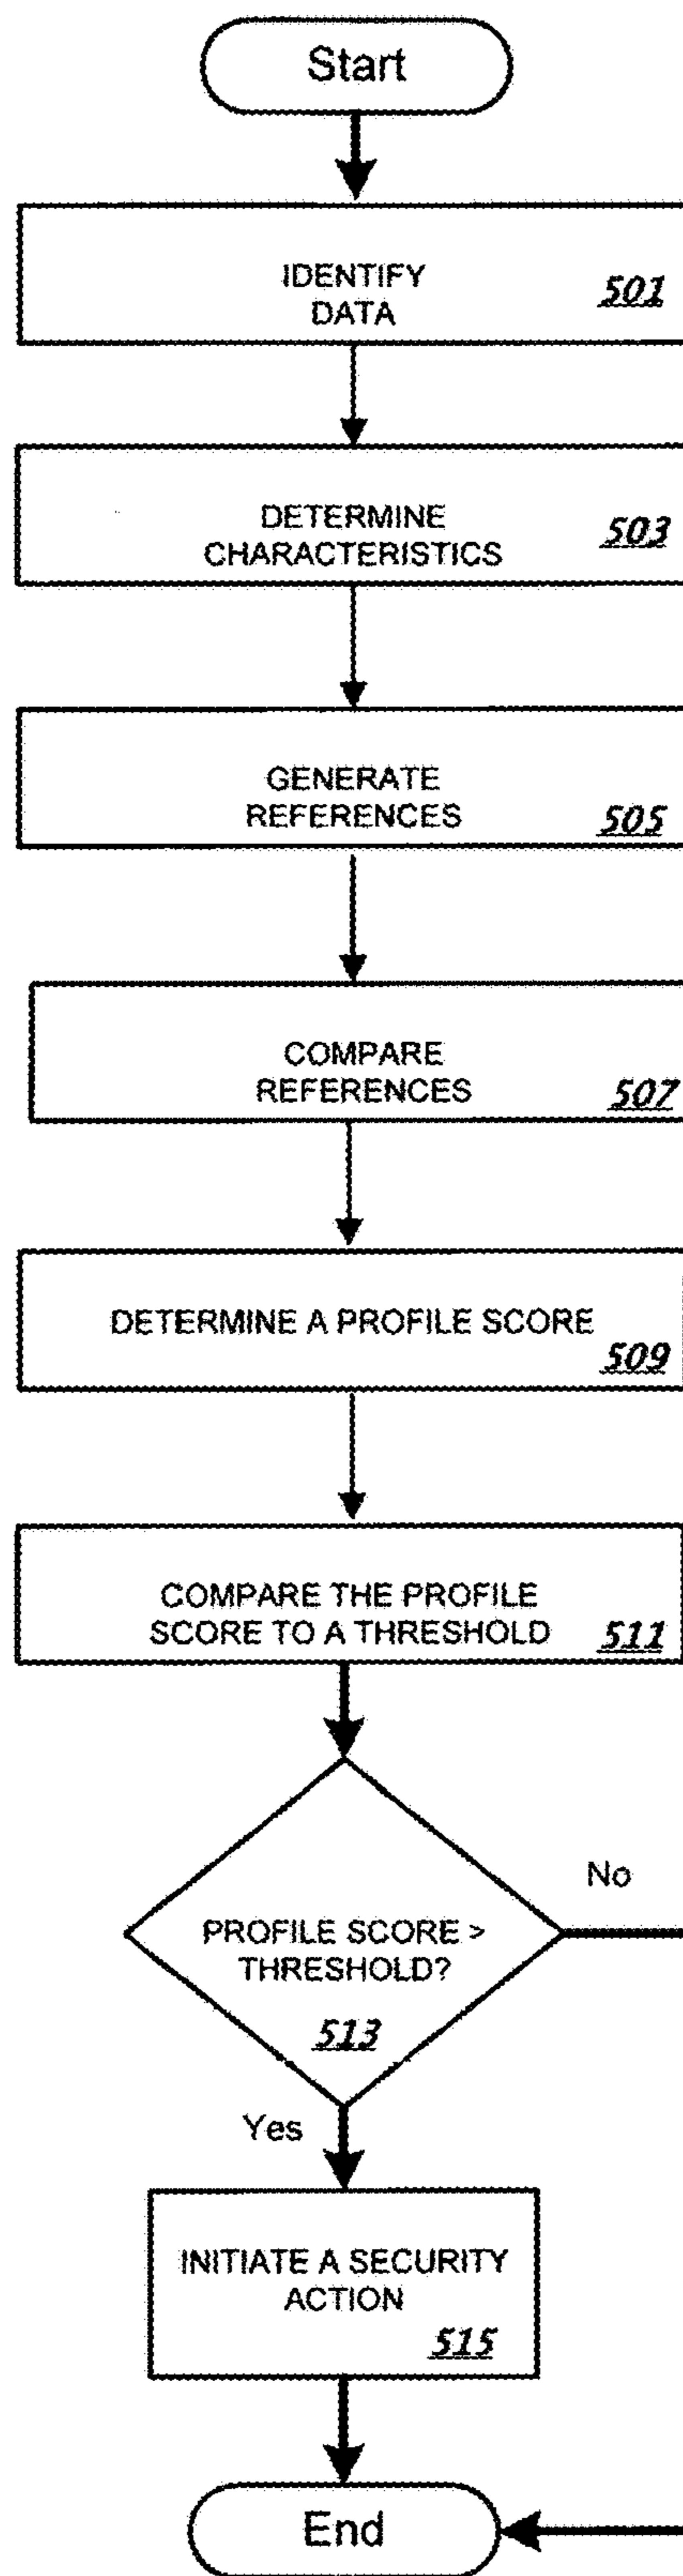 Start
IDENTIFY
DATA
501
DETERMINE
CHARACTERISTICS
503
GENERATE
REFERENCES
505
COMPARE
REFERENCES
507
DETERMINE A PROFILE SCORE
509
COMPARE THE PROFILE
SCORE TO A THRESHOLD
511
PROFILE SCORE >
THRESHOLD?
513
No
Yes
INITIATE A SECURITY
ACTION
515
End